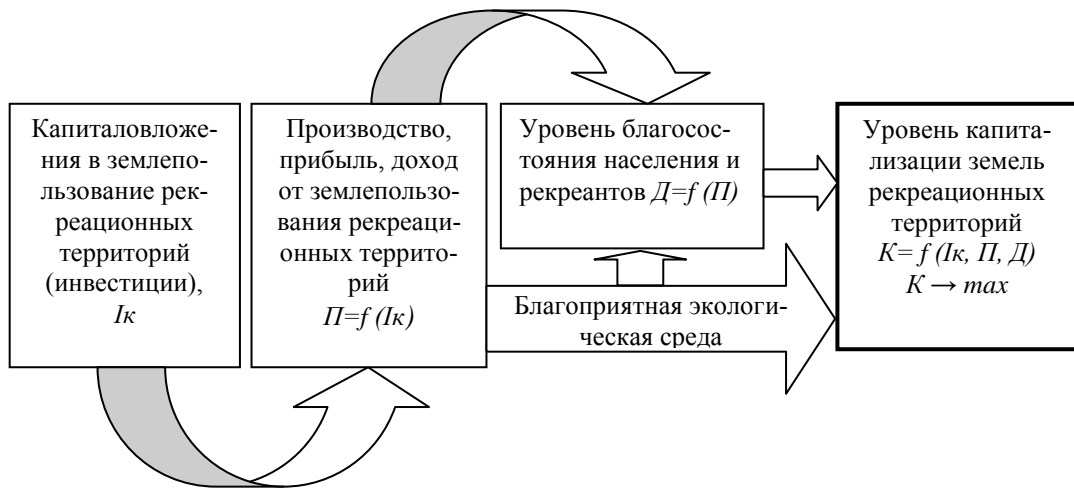 Капиталовложе-
ния в землепо-
льзование рек-
реационных
территорий
(инвестиции),
Iк
Производство,
прибыль, доход
от землепользо-
вания рекреаци-
онных террито-
рий
П=f (Iк)
Уровень благосос-
тояния населения и
рекреантов Д=f (П)
Благоприятная экологи-
ческая среда
Уровень капита-
лизации земель
рекреационных
территорий
К= f (Iк, П, Д)
К → max